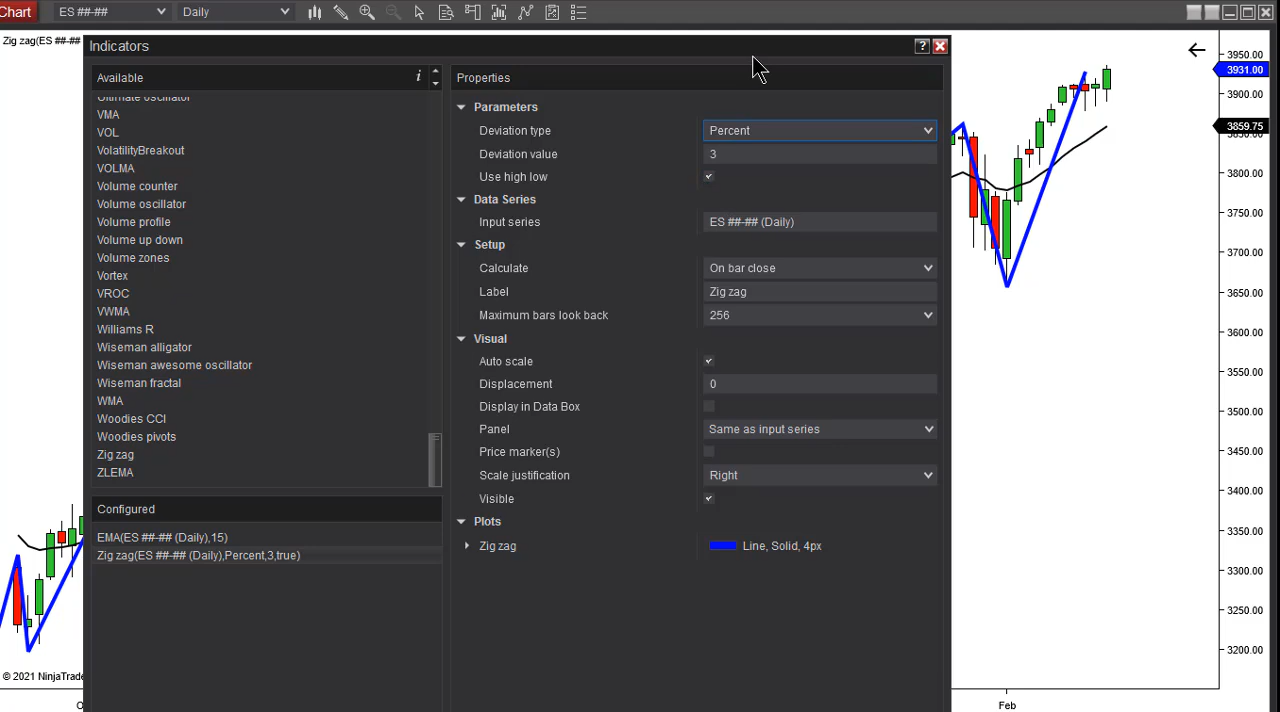 Chart
ES ##-##
Daily
Zig zag(ES ##-##
Indicators
?
Available
i
Ultimate oscillator
VMA
VOL
VolatilityBreakout
VOLMA
Volume counter
Volume oscillator
Volume profile
Volume up down
Volume zones
Vortex
VROC
VWMA
Williams R
Wiseman alligator
Wiseman awesome oscillator
Wiseman fractal
WMA
Woodies CCI
Woodies pivots
Zig zag
ZLEMA
Configured
EMA(ES ##-## (Daily),15)
Zig zag(ES ##-## (Daily),Percent,3,true)
Properties
Parameters
Deviation type Percent
Deviation value 3
Use high low
Data Series
Input series ES ##-## (Daily)
Setup
Calculate On bar close
Label Zig zag
Maximum bars look back 256
Visual
Auto scale
Displacement 0
Display in Data Box
Panel Same as input series
Price marker(s)
Scale justification Right
Visible
Plots
Zig zag Line, Solid, 4px
3950.00
3931.00
3900.00
3859.75
3800.00
3750.00
3700.00
3650.00
3600.00
3550.00
3500.00
3450.00
3400.00
3350.00
3300.00
3250.00
3200.00
© 2021 NinjaTrade
Feb